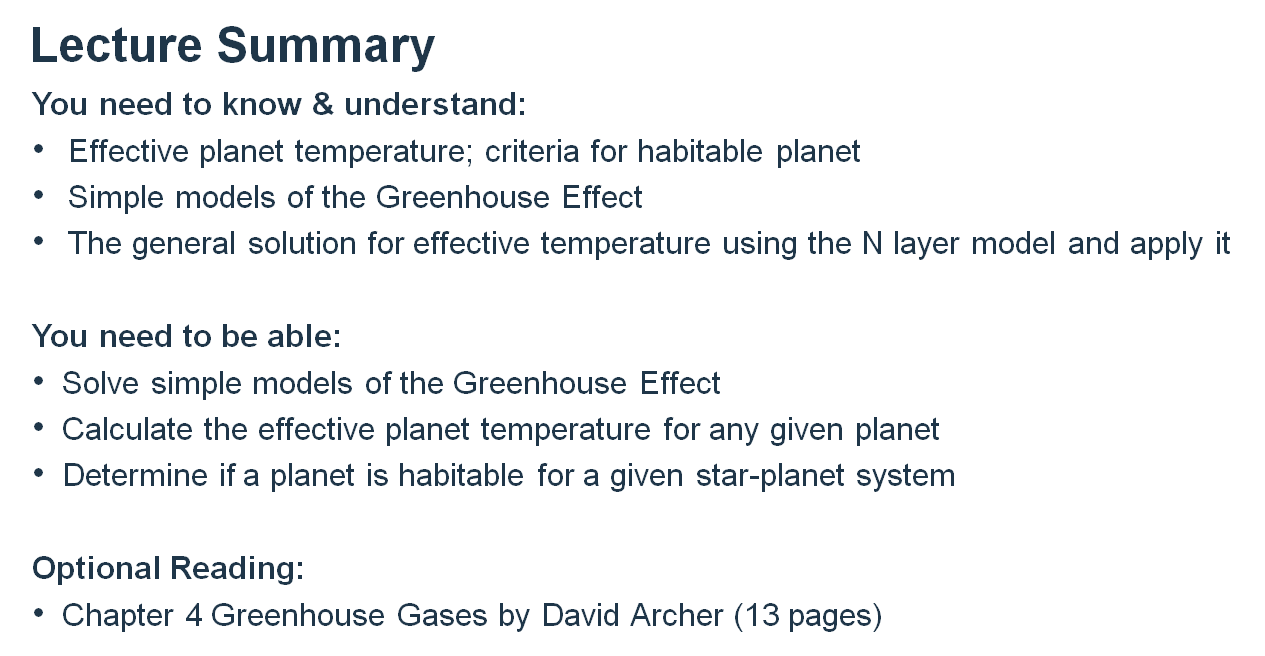 Lecture Summary
You need to know & understand:
• Effective planet temperature; criteria for habitable planet
• Simple models of the Greenhouse Effect
• The general solution for effective temperature using the N layer model and apply it
You need to be able:
• Solve simple models of the Greenhouse Effect
• Calculate the effective planet temperature for any given planet
• Determine if a planet is habitable for a given star-planet system
Optional Reading:
• Chapter 4 Greenhouse Gases by David Archer (13 pages)